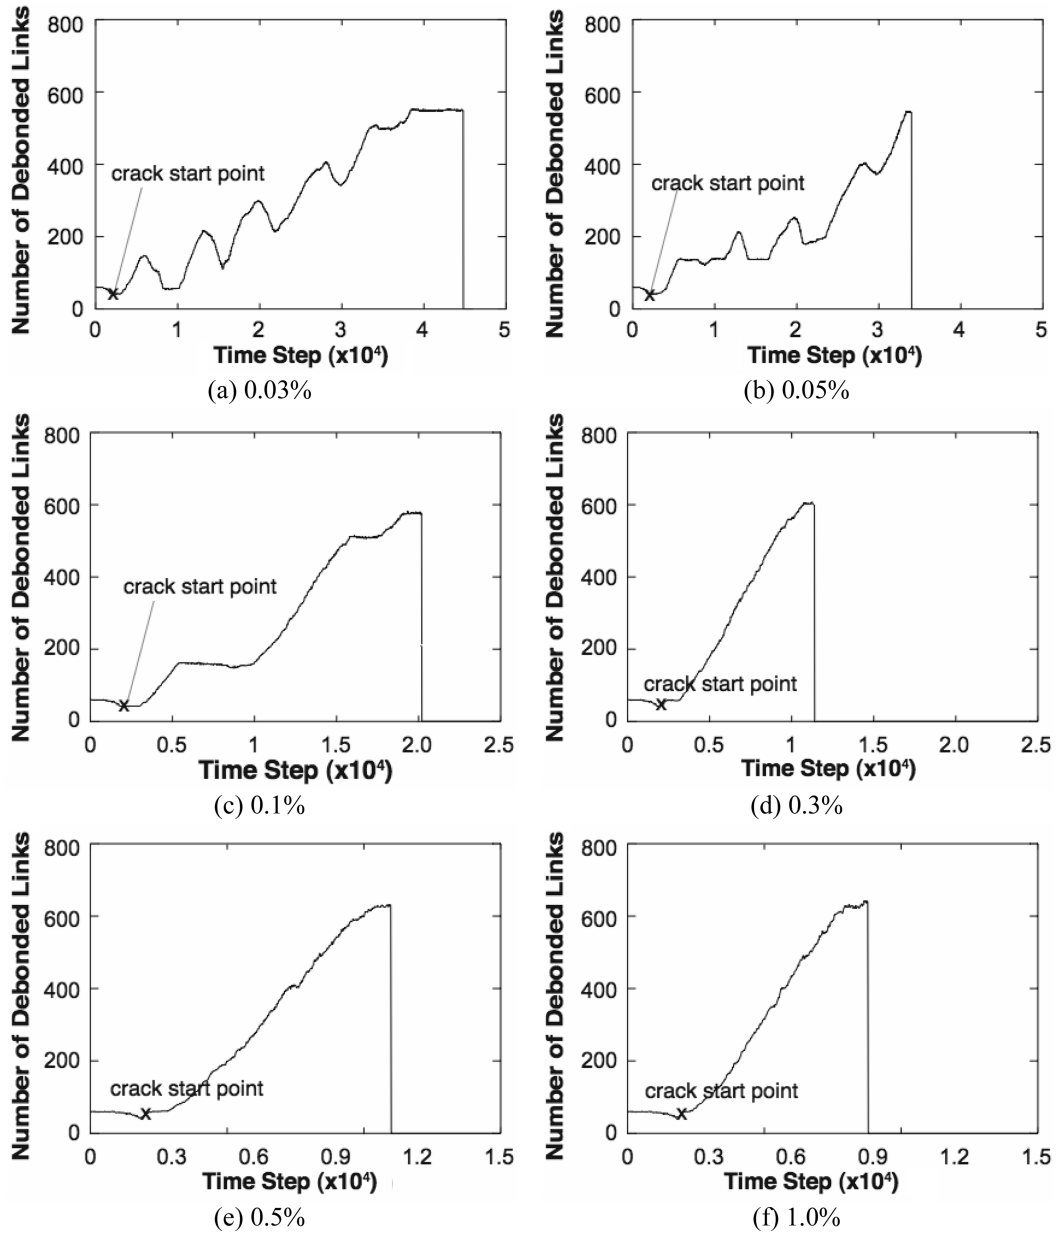 Number of Debonded Links
800
600
400
200
0
crack start point
0 1 2 3 4 5
Time Step (x10⁴)
(a) 0.03%
Number of Debonded Links
800
600
400
200
0
crack start point
0 1 2 3 4 5
Time Step (x10⁴)
(b) 0.05%
Number of Debonded Links
800
600
400
200
0
crack start point
0 0.5 1 1.5 2.0 2.5
Time Step (x10⁴)
(c) 0.1%
Number of Debonded Links
800
600
400
200
0
crack start point
0 0.5 1 1.5 2.0 2.5
Time Step (x10⁴)
(d) 0.3%
Number of Debonded Links
800
600
400
200
0
crack start point
0 0.3 0.6 0.9 1.2 1.5
Time Step (x10⁴)
(e) 0.5%
Number of Debonded Links
800
600
400
200
0
crack start point
0 0.3 0.6 0.9 1.2 1.5
Time Step (x10⁴)
(f) 1.0%